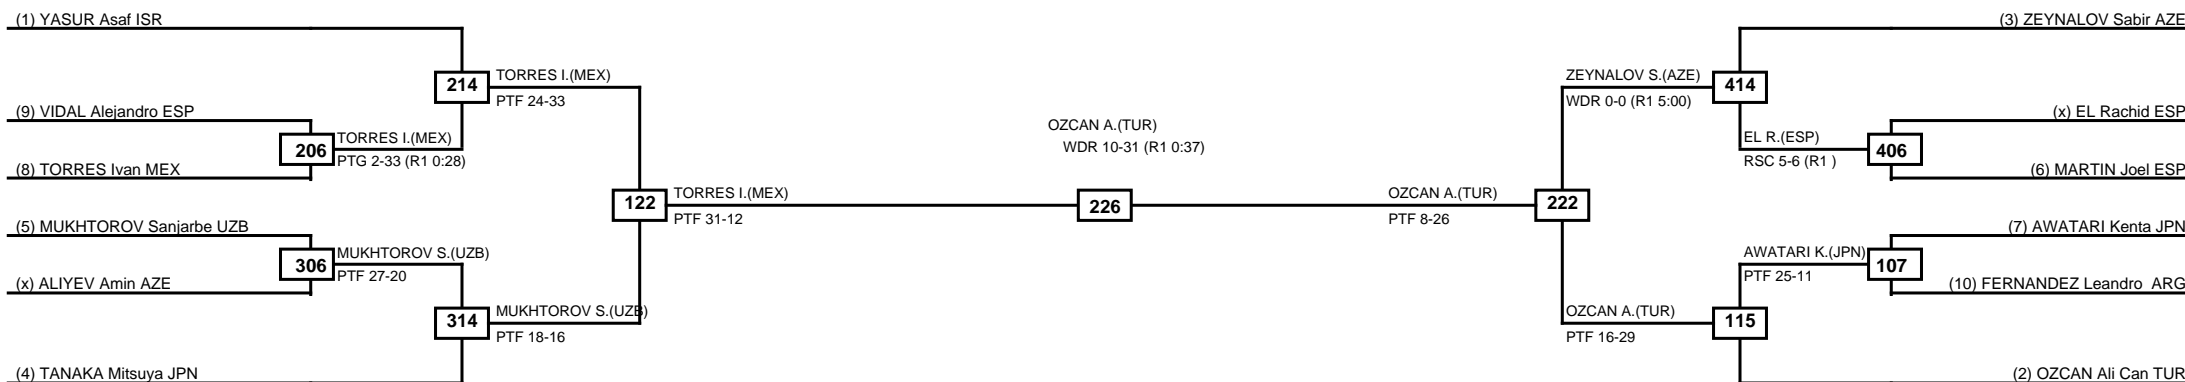 (1) YASUR Asaf ISR
(3) ZEYNALOV Sabir AZE
214
TORRES I.(MEX)
PTF 24-33
ZEYNALOV S.(AZE)
WDR 0-0 (R1 5:00)
414
(9) VIDAL Alejandro ESP
206
TORRES I.(MEX)
PTG 2-33 (R1 0:28)
(8) TORRES Ivan MEX
OZCAN A.(TUR)
WDR 10-31 (R1 0:37)
EL R.(ESP)
RSC 5-6 (R1 )
406
(x) EL Rachid ESP
(6) MARTIN Joel ESP
122
TORRES I.(MEX)
PTF 31-12
226
OZCAN A.(TUR)
PTF 8-26
222
(5) MUKHTOROV Sanjarbe UZB
306
MUKHTOROV S.(UZB)
PTF 27-20
(x) ALIYEV Amin AZE
AWATARI K.(JPN)
PTF 25-11
107
(7) AWATARI Kenta JPN
(10) FERNANDEZ Leandro  ARG
314
MUKHTOROV S.(UZB)
PTF 18-16
OZCAN A.(TUR)
PTF 16-29
115
(4) TANAKA Mitsuya JPN
(2) OZCAN Ali Can TUR